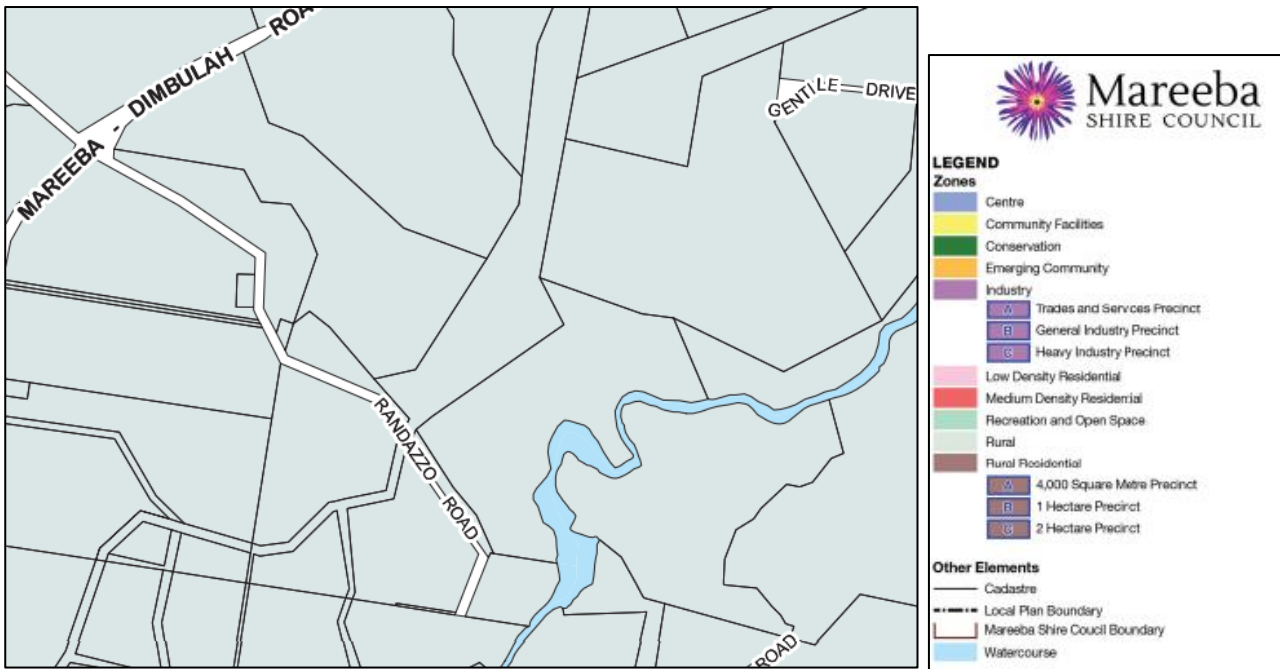 MAREEBA - DIMBULAH ROA
GENTILE DRIVE
RANDAZZO ROAD
ROAD
Mareeba
SHIRE COUNCIL
LEGEND
Zones
Centre
Community Facilities
Conservation
Emerging Community
Industry
A Trades and Services Precinct
B General Industry Precinct
C Heavy Industry Precinct
Low Density Residential
Medium Density Residential
Recreation and Open Space
Rural
Rural Residential
A 4,000 Square Metre Precinct
B 1 Hectare Precinct
C 2 Hectare Precinct
Other Elements
Cadastre
Local Plan Boundary
Mareeba Shire Coucil Boundary
Watercourse